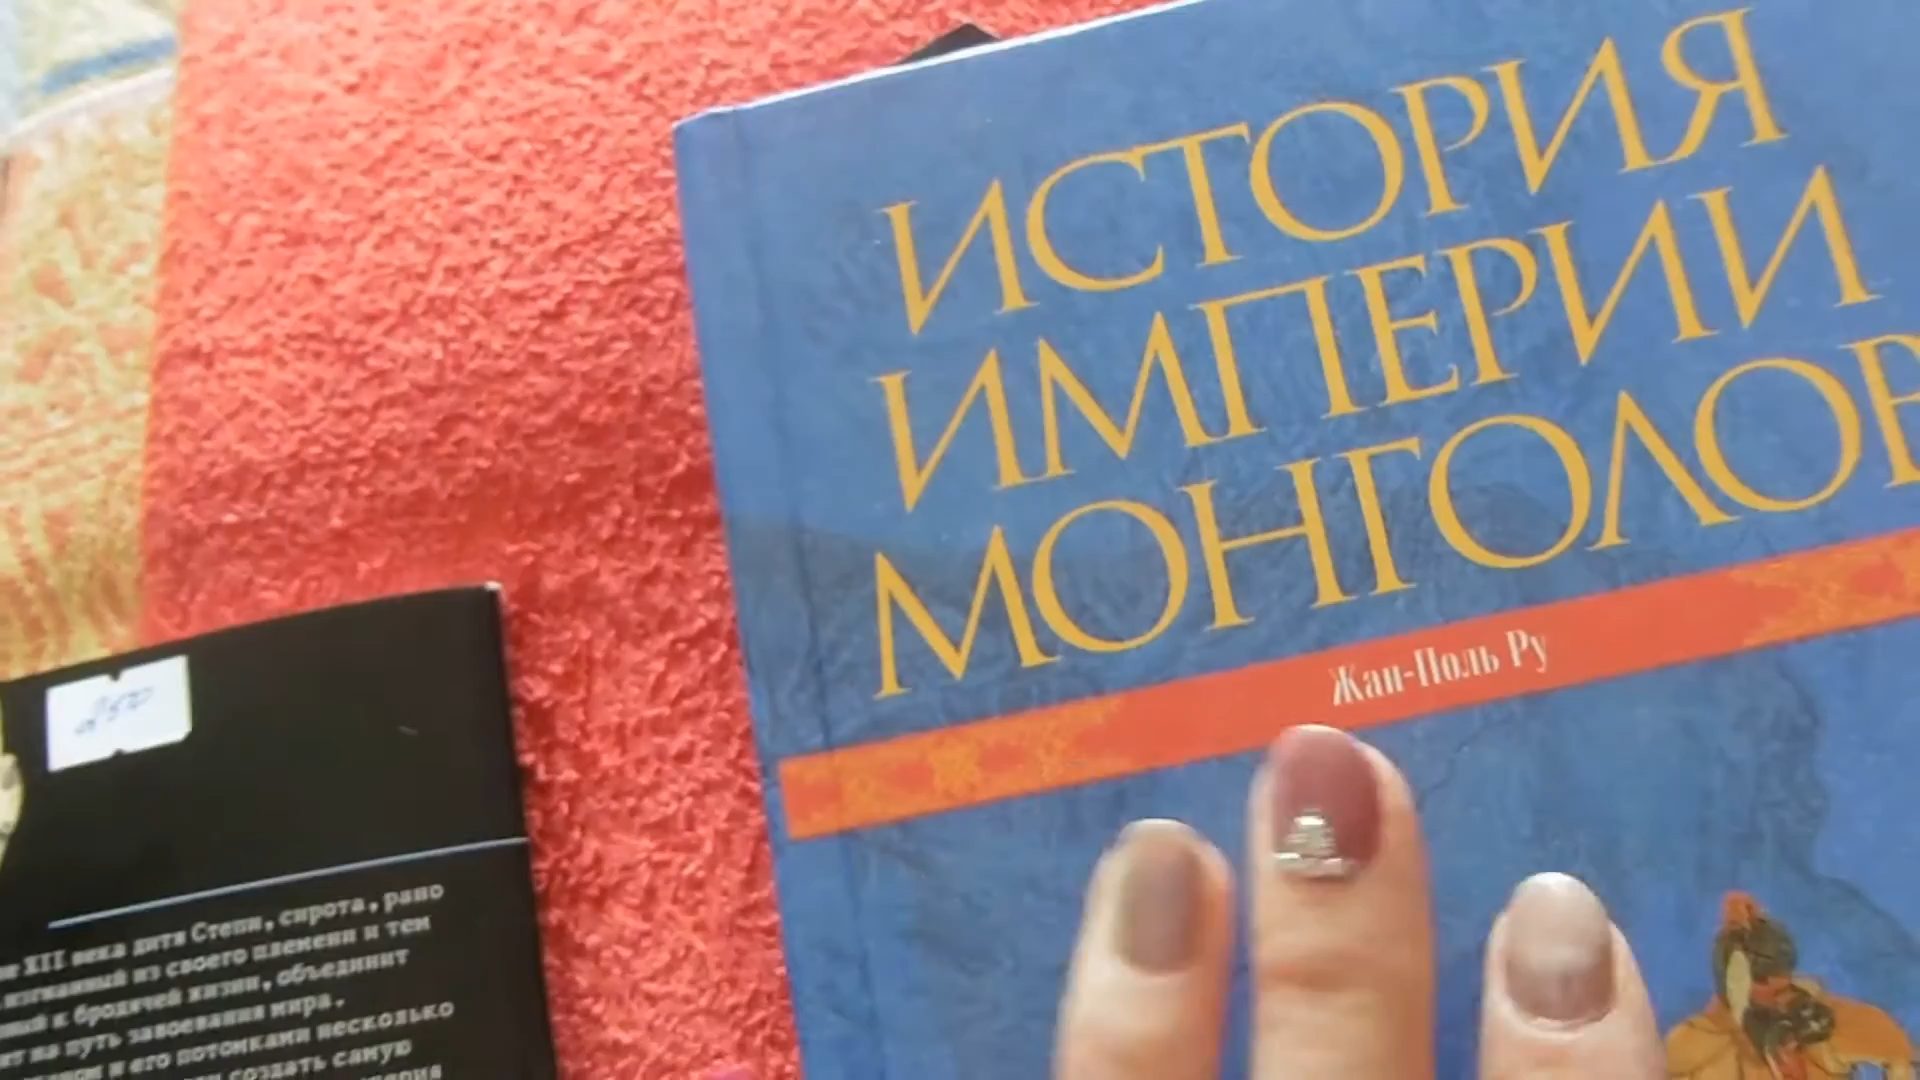 ИСТОРИЯ
ИМПЕРИИ
МОНГОЛОВ
Жан-Поль Ру
XII века дитя Степи, сирота, рано
изгнанный из своего племени и тем
к бродячей жизни, объединит
на путь завоевания мира.
и его потомками несколько
создать самую